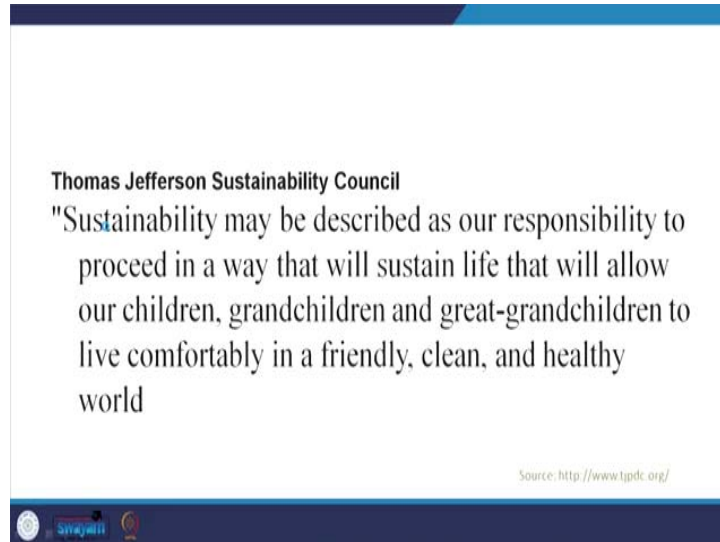 Thomas Jefferson Sustainability Council
"Sustainability may be described as our responsibility to
proceed in a way that will sustain life that will allow
our children, grandchildren and great-grandchildren to
live comfortably in a friendly, clean, and healthy
world
Source: http://www.tjpdc.org/
swayam